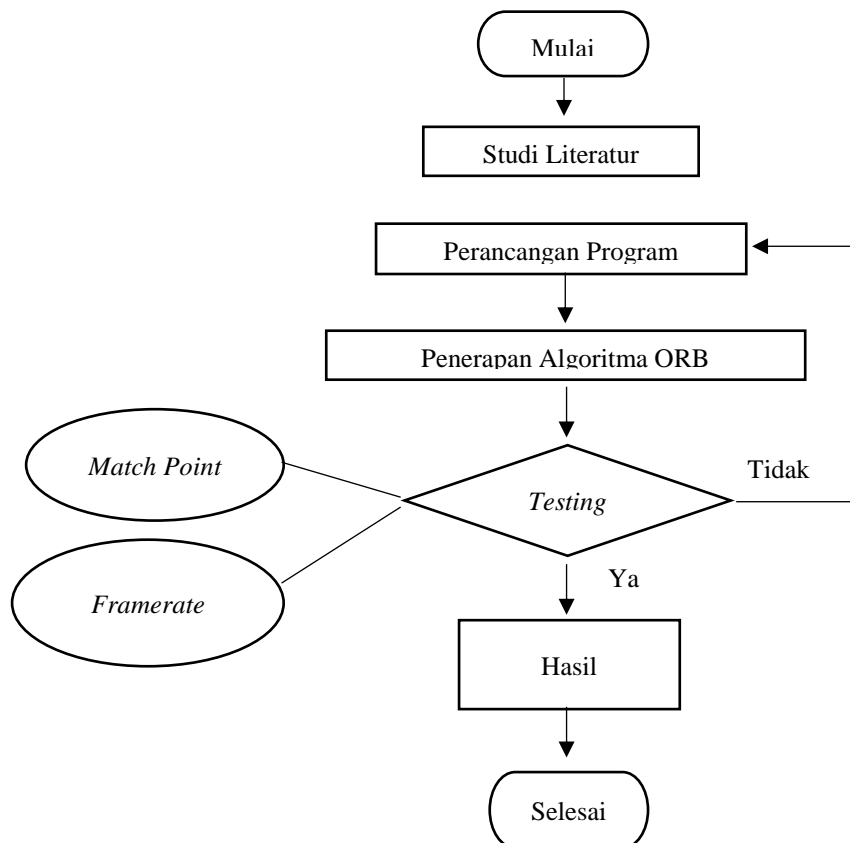 Mulai
Studi Literatur
Perancangan Program
Penerapan Algoritma ORB
Match Point
Testing
Tidak
Framerate
Ya
Hasil
Selesai